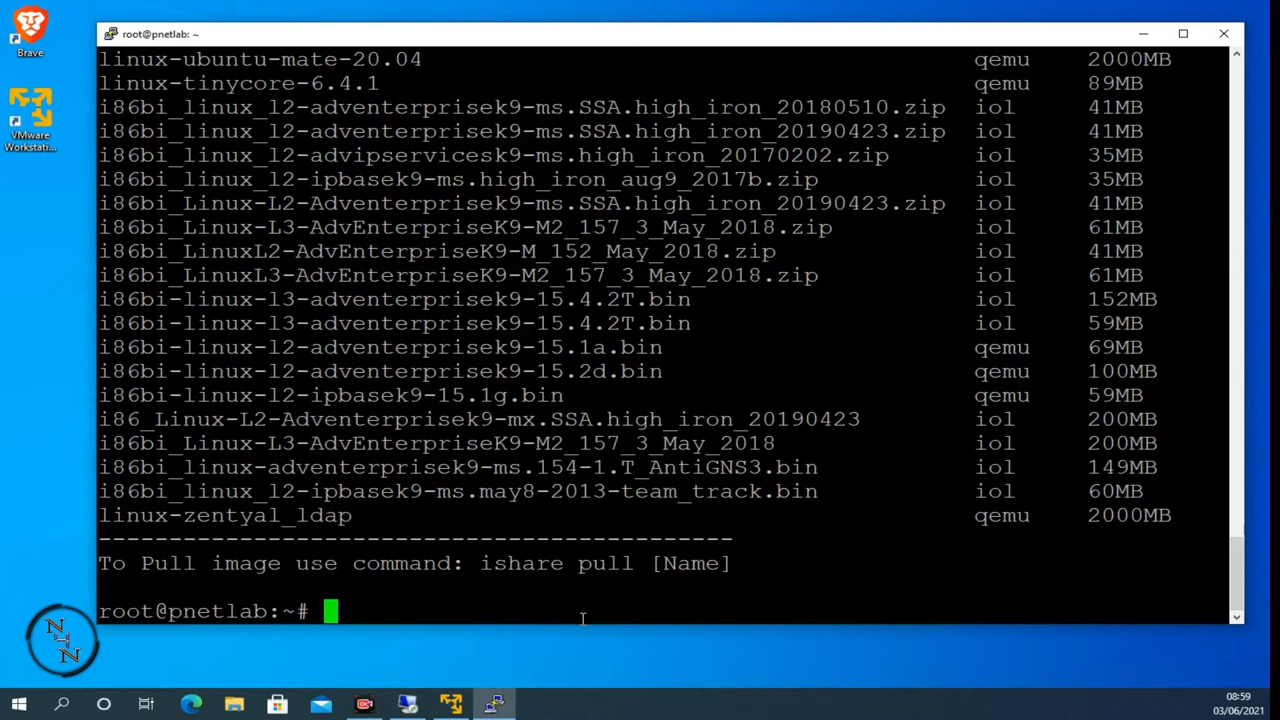 Brave
VMware
Workstati...
root@pnetlab: ~
linux-ubuntu-mate-20.04 qemu 2000MB
linux-tinycore-6.4.1 qemu 89MB
i86bi_linux_l2-adventerprisek9-ms.SSA.high_iron_20180510.zip iol 41MB
i86bi_linux_l2-adventerprisek9-ms.SSA.high_iron_20190423.zip iol 41MB
i86bi_linux_l2-advipservicesk9-ms.high_iron_20170202.zip iol 35MB
i86bi_linux_l2-ipbasek9-ms.high_iron_aug9_2017b.zip iol 35MB
i86bi_Linux-L2-Adventerprisek9-ms.SSA.high_iron_20190423.zip iol 41MB
i86bi_Linux-L3-AdvEnterpriseK9-M2_157_3_May_2018.zip iol 61MB
i86bi_LinuxL2-AdvEnterpriseK9-M_152_May_2018.zip iol 41MB
i86bi_LinuxL3-AdvEnterpriseK9-M2_157_3_May_2018.zip iol 61MB
i86bi-linux-l3-adventerprisek9-15.4.2T.bin iol 152MB
i86bi-linux-l3-adventerprisek9-15.4.2T.bin iol 59MB
i86bi-linux-l2-adventerprisek9-15.1a.bin qemu 69MB
i86bi-linux-l2-adventerprisek9-15.2d.bin qemu 100MB
i86bi-linux-l2-ipbasek9-15.1g.bin qemu 59MB
i86_Linux-L2-Adventerprisek9-mx.SSA.high_iron_20190423 iol 200MB
i86bi_Linux-L3-AdvEnterpriseK9-M2_157_3_May_2018 iol 200MB
i86bi_linux-adventerprisek9-ms.154-1.T_AntiGNS3.bin iol 149MB
i86bi_linux_l2-ipbasek9-ms.may8-2013-team_track.bin iol 60MB
linux-zentyal_ldap qemu 2000MB
---------------------------------------------
To Pull image use command: ishare pull [Name]
root@pnetlab:~#
N
H
N
08:59
03/06/2021